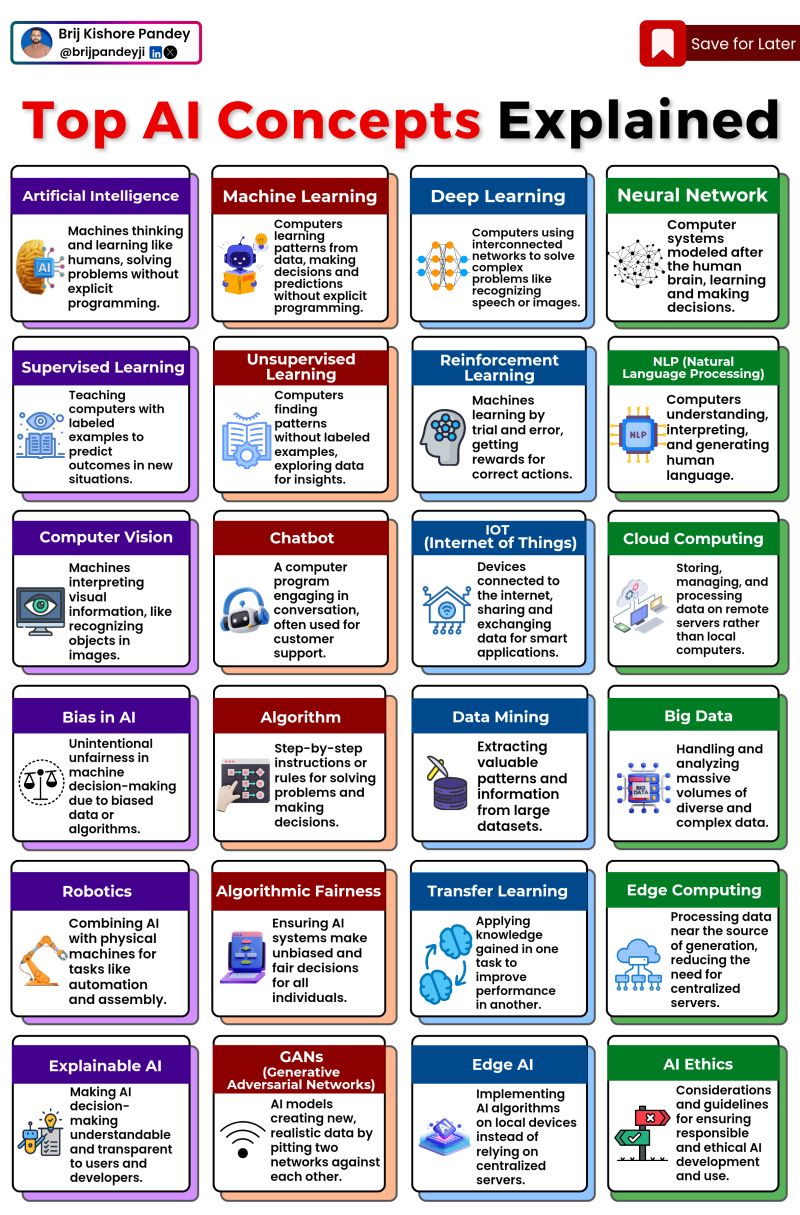 Brij Kishore Pandey
@brijpandeyji in X
Save for Later
Top AI Concepts Explained
Artificial Intelligence
AI
Machines thinking
and learning like
humans, solving
problems without
explicit
programming.
Machine Learning
Computers
learning
patterns from
data, making
decisions and
predictions
without explicit
programming.
Deep Learning
Computers using
interconnected
networks to solve
complex
problems like
recognizing
speech or images.
Neural Network
Computer
systems
modeled after
the human
brain, learning
and making
decisions.
Supervised Learning
Teaching
computers with
labeled
examples to
predict
outcomes in new
situations.
Unsupervised
Learning
Computers
finding
patterns
without labeled
examples,
exploring data
for insights.
Reinforcement
Learning
Machines
learning by
trial and error,
getting
rewards for
correct actions.
NLP (Natural
Language Processing)
NLP
Computers
understanding,
interpreting,
and generating
human
language.
Computer Vision
Machines
interpreting
visual
information, like
recognizing
objects in
images.
Chatbot
A computer
program
engaging in
conversation,
often used for
customer
support.
IOT
(Internet of Things)
Devices
connected to
the internet,
sharing and
exchanging
data for smart
applications.
Cloud Computing
Storing,
managing, and
processing
data on remote
servers rather
than local
computers.
Bias in AI
Unintentional
unfairness in
machine
decision-making
due to biased
data or
algorithms.
Algorithm
Step-by-step
instructions or
rules for solving
problems and
making
decisions.
Data Mining
Extracting
valuable
patterns and
information
from large
datasets.
Big Data
BIG
DATA
Handling and
analyzing
massive
volumes of
diverse and
complex data.
Robotics
Combining AI
with physical
machines for
tasks like
automation
and assembly.
Algorithmic Fairness
Ensuring AI
systems make
unbiased and
fair decisions
for all
individuals.
Transfer Learning
Applying
knowledge
gained in one
task to
improve
performance
in another.
Edge Computing
Processing data
near the source
of generation,
reducing the
need for
centralized
servers.
Explainable AI
Making AI
decision-
making
understandable
and transparent
to users and
developers.
GANs
(Generative
Adversarial Networks)
AI models
creating new,
realistic data by
pitting two
networks against
each other.
Edge AI
Implementing
AI algorithms
on local devices
instead of
relying on
centralized
servers.
AI Ethics
Considerations
and guidelines
for ensuring
responsible
and ethical AI
development
and use.